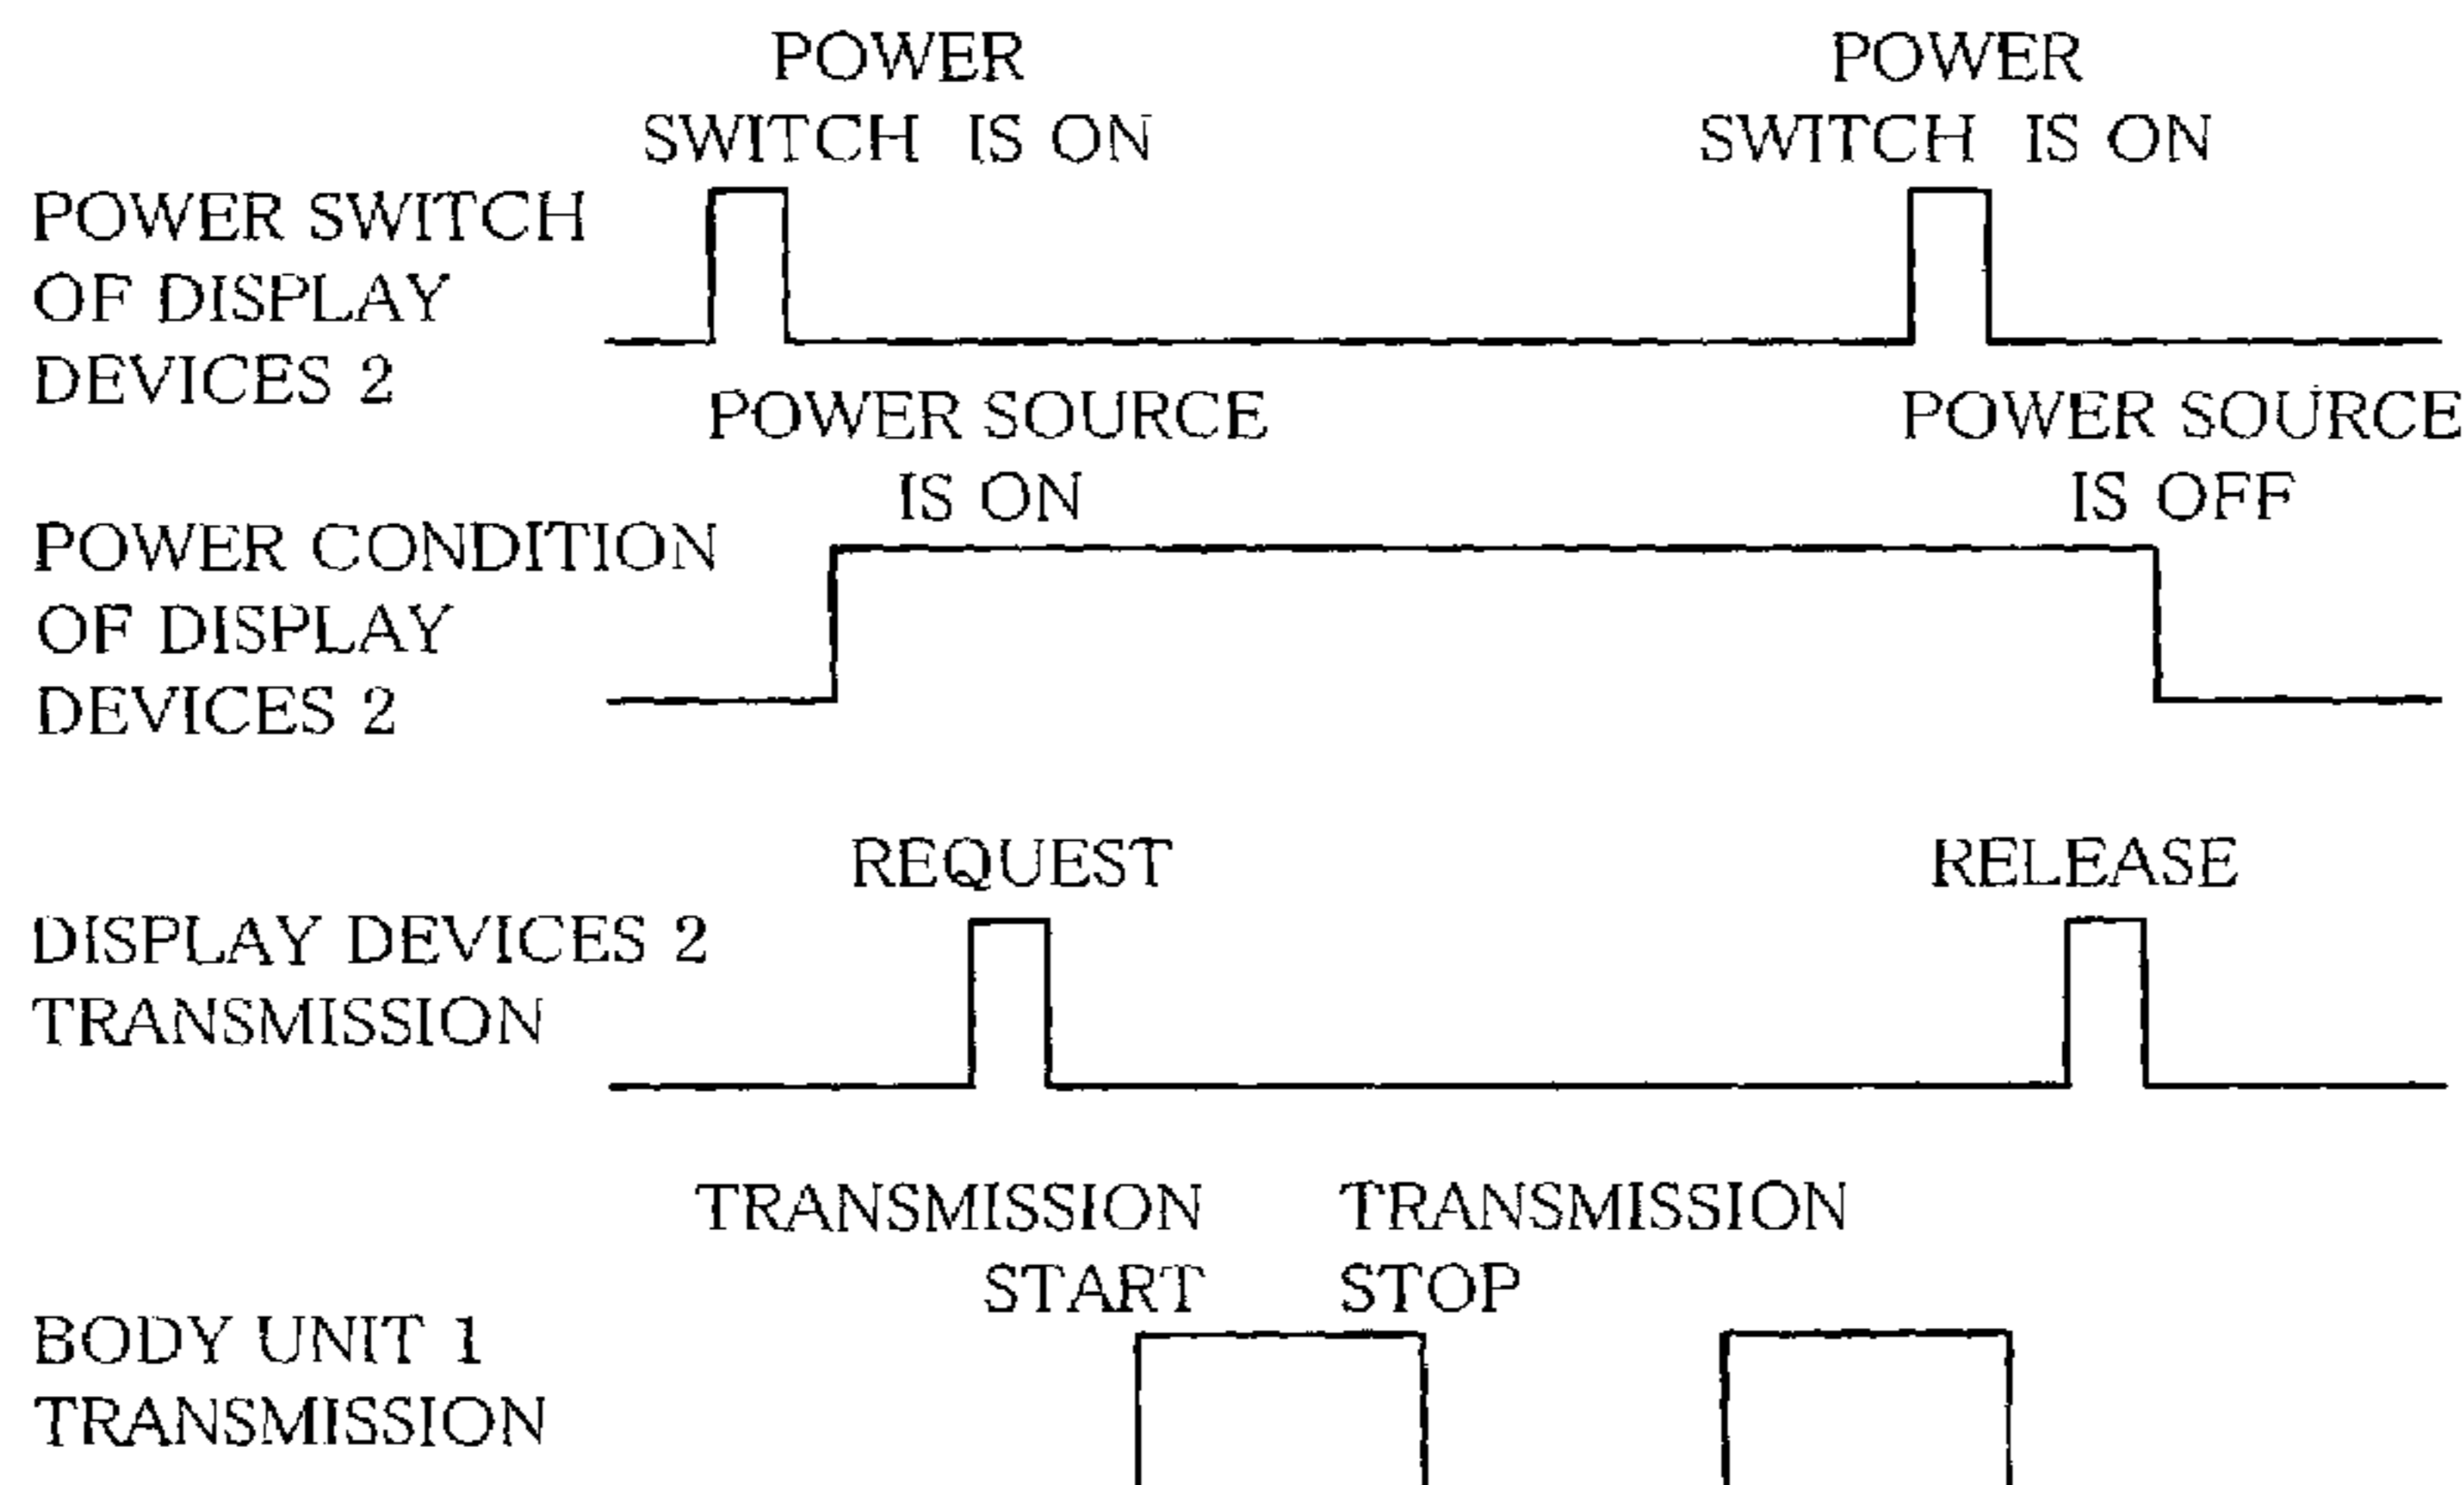 POWER
SWITCH IS ON
POWER
SWITCH IS ON
POWER SWITCH
OF DISPLAY
DEVICES 2
POWER SOURCE
IS ON
POWER SOURCE
IS OFF
POWER CONDITION
OF DISPLAY
DEVICES 2
REQUEST
RELEASE
DISPLAY DEVICES 2
TRANSMISSION
TRANSMISSION
START
TRANSMISSION
STOP
BODY UNIT 1
TRANSMISSION